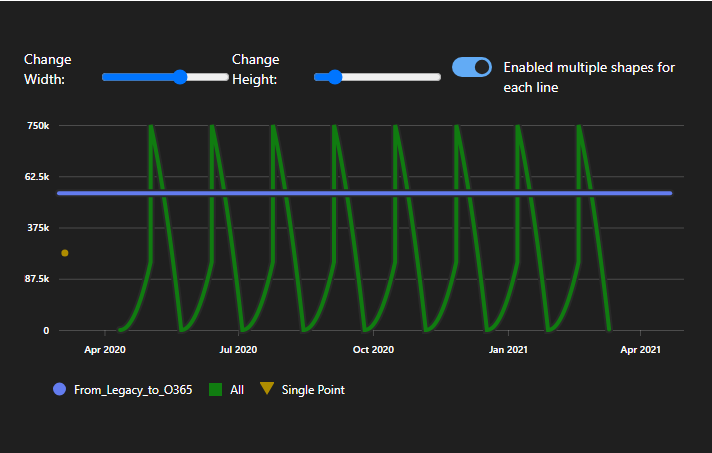 Change Width:
Change Height:
Enabled multiple shapes for
each line
750k
62.5k
375k
87.5k
0
Apr 2020
Jul 2020
Oct 2020
Jan 2021
Apr 2021
From_Legacy_to_O365
All
Single Point